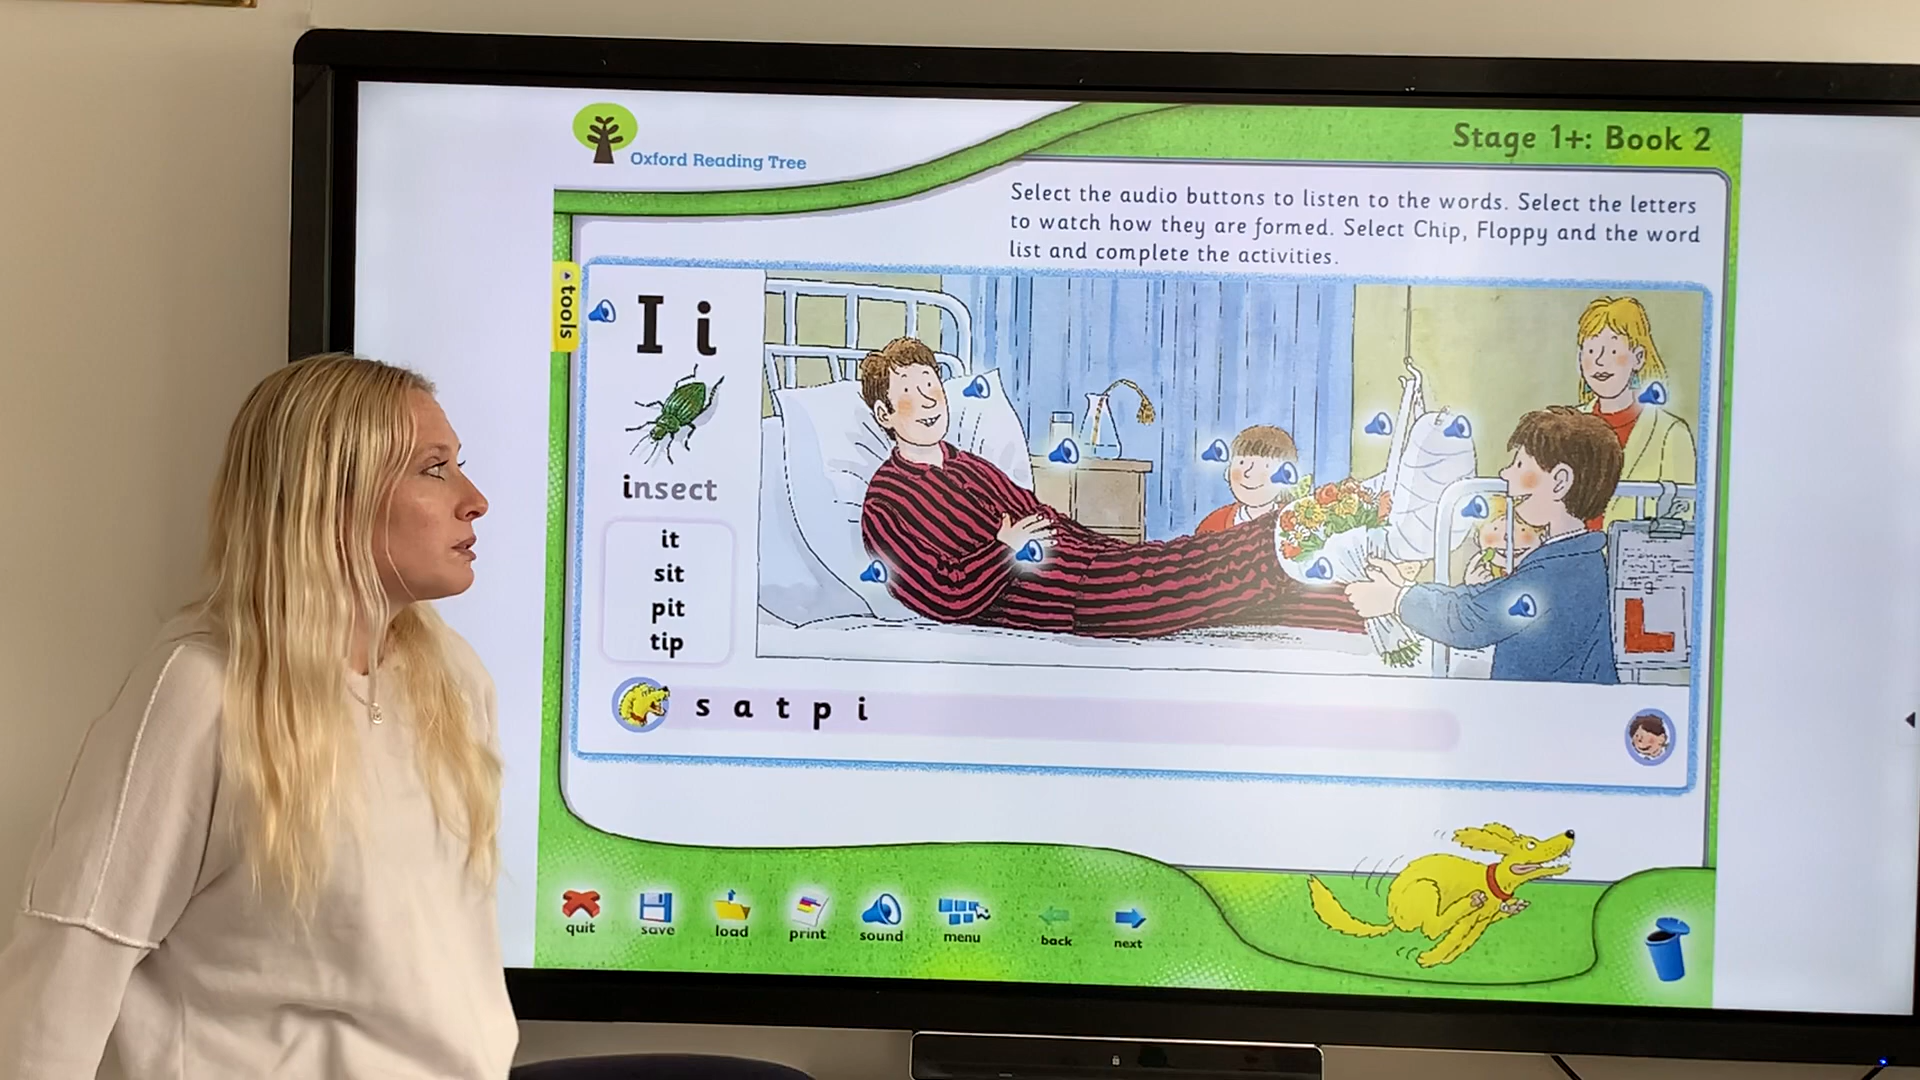 Oxford Reading Tree
Stage 1+: Book 2
Select the audio buttons to listen to the words. Select the letters
to watch how they are formed. Select Chip, Floppy and the word
list and complete the activities.
tools
I i
insect
it
sit
pit
tip
L
s a t p i
quit
save
load
print
sound
menu
back
next